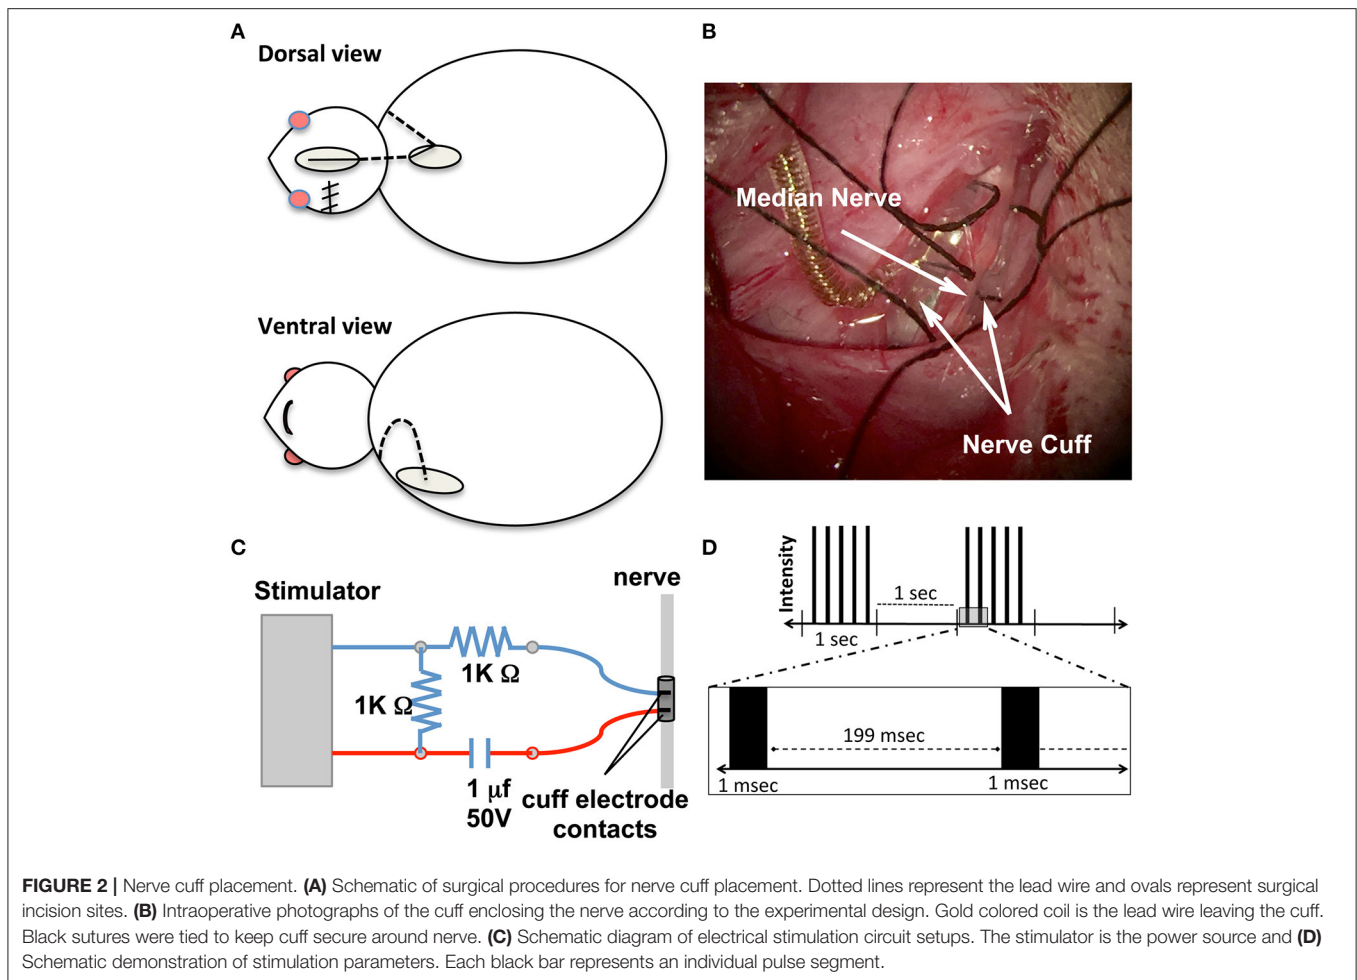 A
Dorsal view
Ventral view
B
Median Nerve
Nerve Cuff
C
Stimulator
nerve
1K Ω
1K Ω
1 μf
50V
cuff electrode
contacts
D
Intensity
1 sec
1 sec
199 msec
1 msec
1 msec
FIGURE 2 | Nerve cuff placement. (A) Schematic of surgical procedures for nerve cuff placement. Dotted lines represent the lead wire and ovals represent surgical
incision sites. (B) Intraoperative photographs of the cuff enclosing the nerve according to the experimental design. Gold colored coil is the lead wire leaving the cuff.
Black sutures were tied to keep cuff secure around nerve. (C) Schematic diagram of electrical stimulation circuit setups. The stimulator is the power source and (D)
Schematic demonstration of stimulation parameters. Each black bar represents an individual pulse segment.